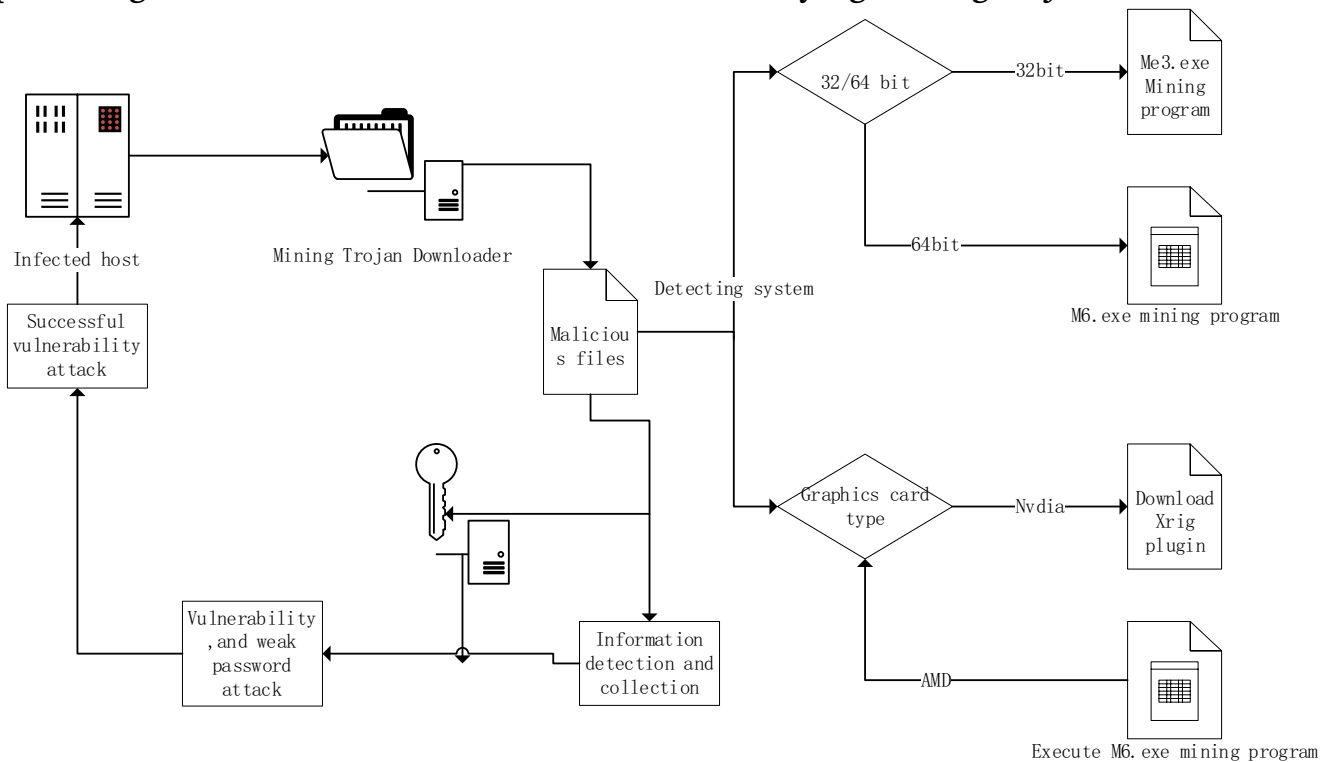 32/64 bit
32bit
Me3.exe
Mining
program
64bit
M6.exe mining program
Infected host
Mining Trojan Downloader
Detecting system
Successful
vulnerability
attack
Maliciou
s files
Graphics card
type
Nvdia
Download
Xrig
plugin
Vulnerability
,and weak
password
attack
Information
detection and
collection
AMD
Execute M6.exe mining program